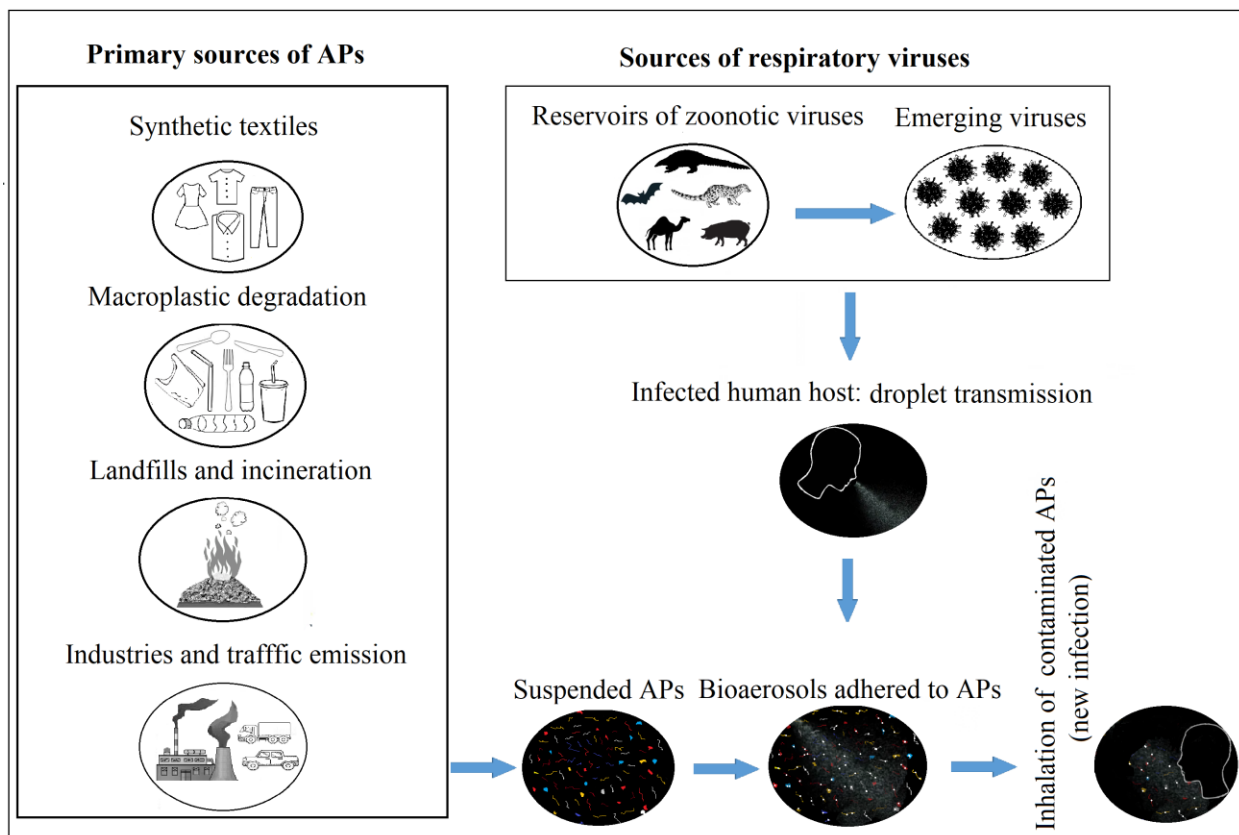 Primary sources of APs
Synthetic textiles
Macroplastic degradation
Landfills and incineration
Industries and trafffic emission
Sources of respiratory viruses
Reservoirs of zoonotic viruses
Emerging viruses
Infected human host: droplet transmission
Suspended APs
Bioaerosols adhered to APs
Inhalation of contaminated APs
(new infection)